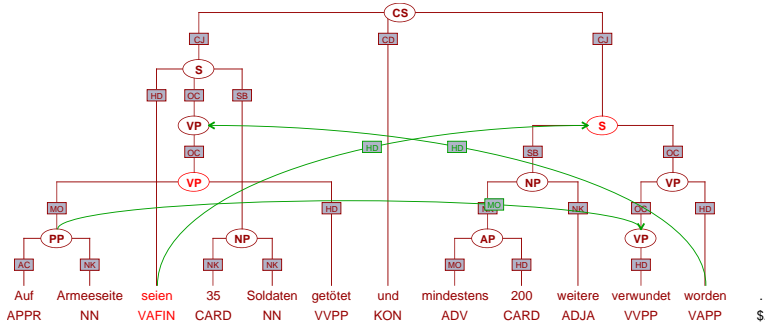 CS
CJ CD CJ
S
HD OC SB
VP S
HD HD
OC SB OC
VP NP VP
MO HD MO NK OC HD
PP NP AP VP
AC NK NK NK MO HD HD
Auf Armeeseite seien 35 Soldaten getötet und mindestens 200 weitere verwundet worden .
APPR NN VAFIN CARD NN VVPP KON ADV CARD ADJA VVPP VAPP $